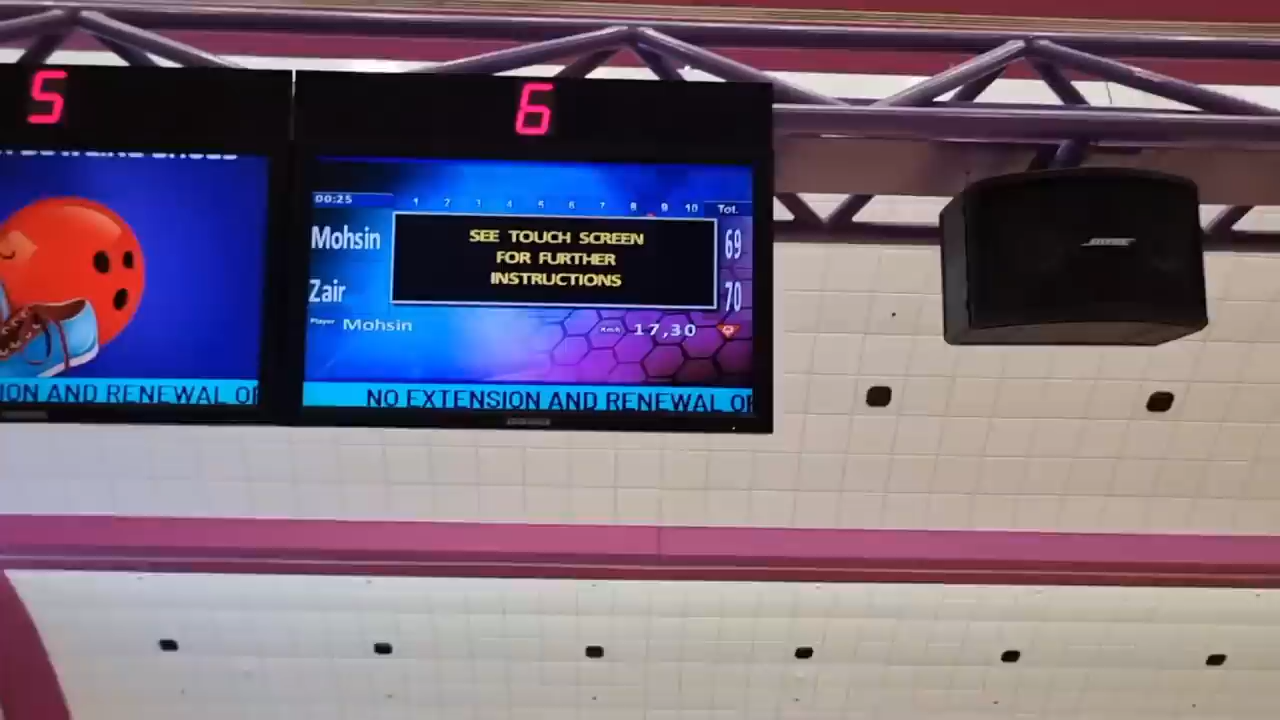 5
6
00:25 1 2 3 4 5 6 7 8 9 10 Tot.
Mohsin 69
SEE TOUCH SCREEN
FOR FURTHER
INSTRUCTIONS
Zair 70
Player Mohsin Km/h 17,30
ION AND RENEWAL OF
NO EXTENSION AND RENEWAL OF
BOSE